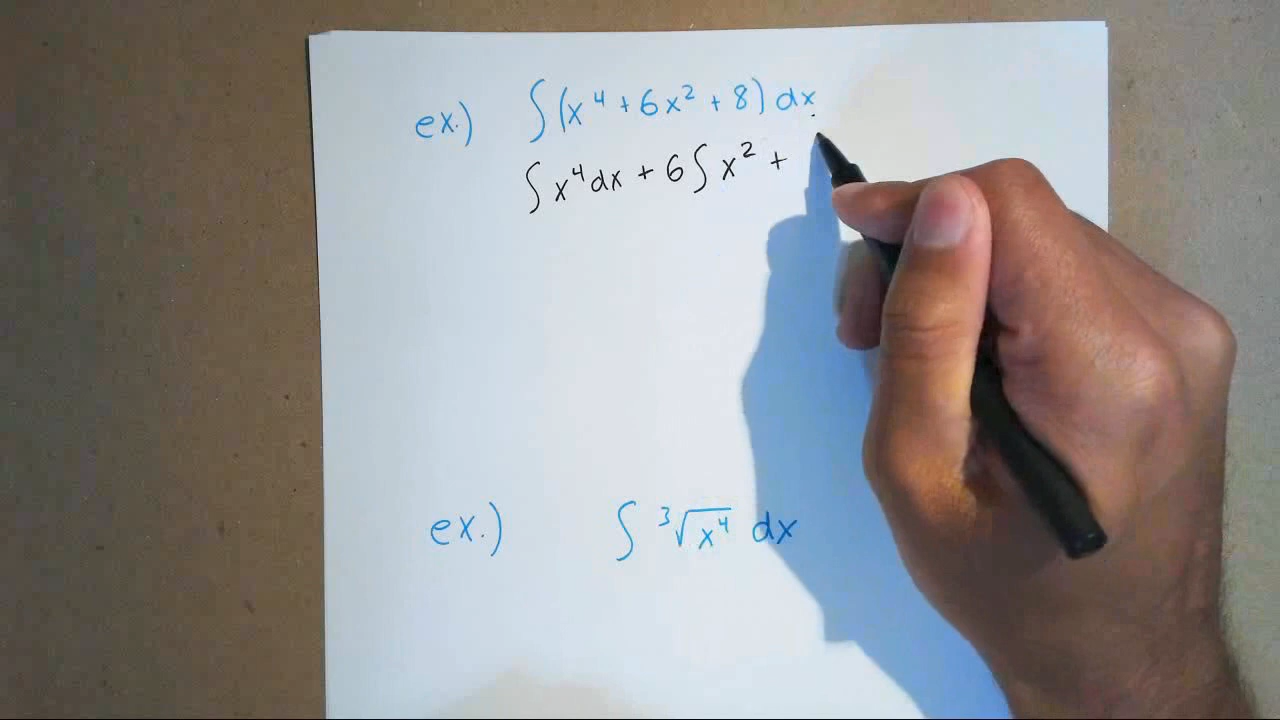 ex.) ∫(x⁴ + 6x² + 8) dx
∫x⁴dx + 6∫x² +
ex.) ∫ ³√x⁴ dx